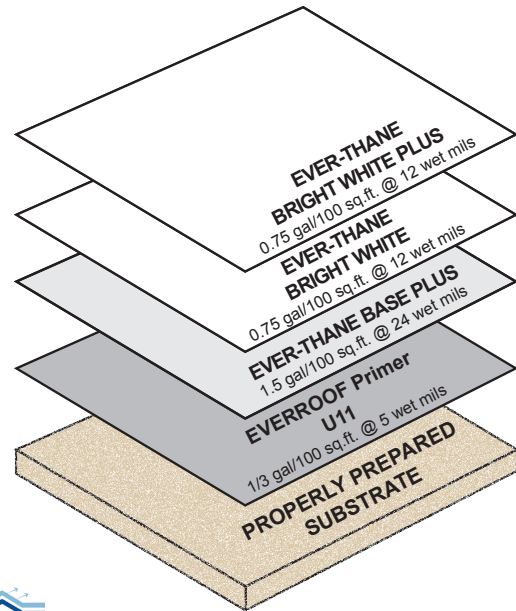 EVER-THANE
BRIGHT WHITE PLUS
0.75 gal/100 sq.ft. @ 12 wet mils
EVER-THANE
BRIGHT WHITE
0.75 gal/100 sq.ft. @ 12 wet mils
EVER-THANE BASE PLUS
1.5 gal/100 sq.ft. @ 24 wet mils
EVERROOF Primer
U11
1/3 gal/100 sq.ft. @ 5 wet mils
PROPERLY PREPARED
SUBSTRATE